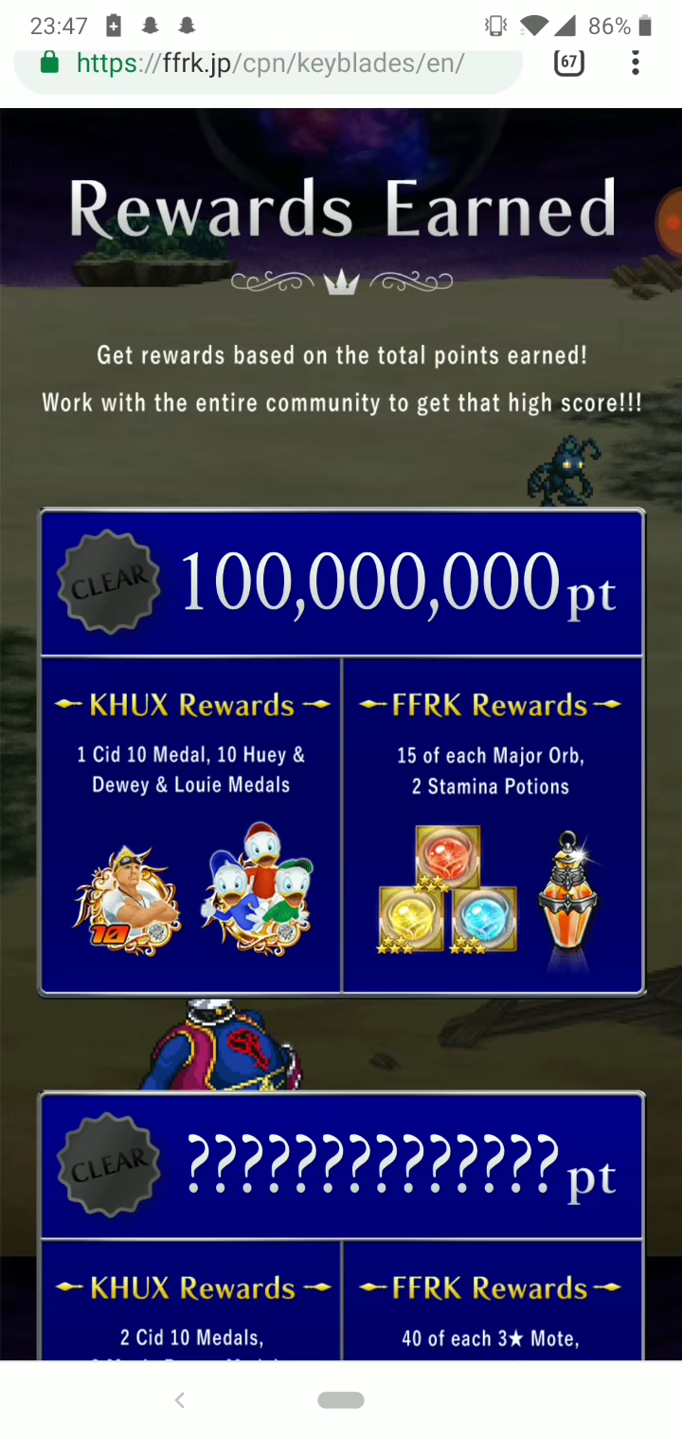 23:47
86%
https://ffrk.jp/cpn/keyblades/en/
67
Rewards Earned
Get rewards based on the total points earned!
Work with the entire community to get that high score!!!
CLEAR
100,000,000pt
KHUX Rewards
1 Cid 10 Medal, 10 Huey &
Dewey & Louie Medals
10
FFRK Rewards
15 of each Major Orb,
2 Stamina Potions
CLEAR
??????????????pt
KHUX Rewards
2 Cid 10 Medals,
FFRK Rewards
40 of each 3★ Mote,